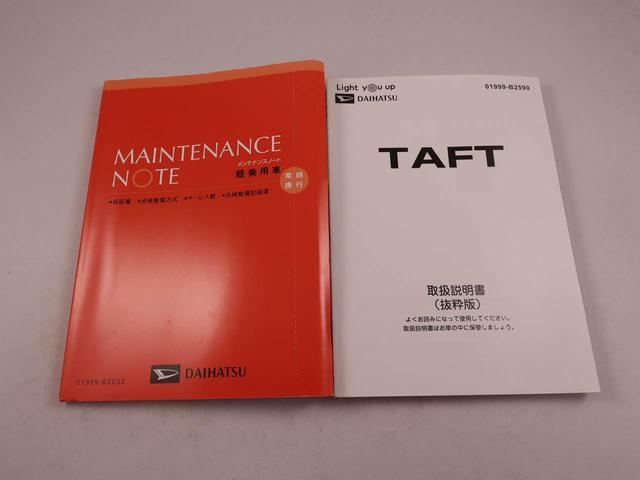 MAINTENANCE
NOTE
メンテナンスノート
軽乗用車
常時
携行
•保証書 •点検整備方式 •サービス網 •点検整備記録簿
DAIHATSU
01989-B2032
Light you up
DAIHATSU
01999-B2590
TAFT
取扱説明書
（抜粋版）
よくお読みになって使用してください。
取扱説明書はお車の中に保管しましょう。